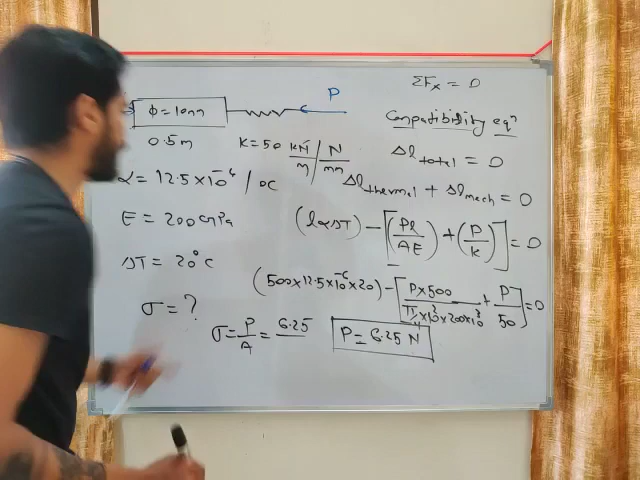 ΣFx = 0
P
φ = 10mm
Compatibility eqn
0.5m
K = 50 kN/m / N/mm
Δl total = 0
α = 12.5 × 10^-6 / °C
Δl thermal + Δl mech = 0
E = 200 GPa
(lαΔT) - [(Pl/AE) + (P/k)] = 0
ΔT = 20°C
(500×12.5×10^-6×20) - [P×500 / π/4×10^2×200×10^3 + P/50] = 0
σ = ?
σ = P/A = 6.25
P = 6.25 N